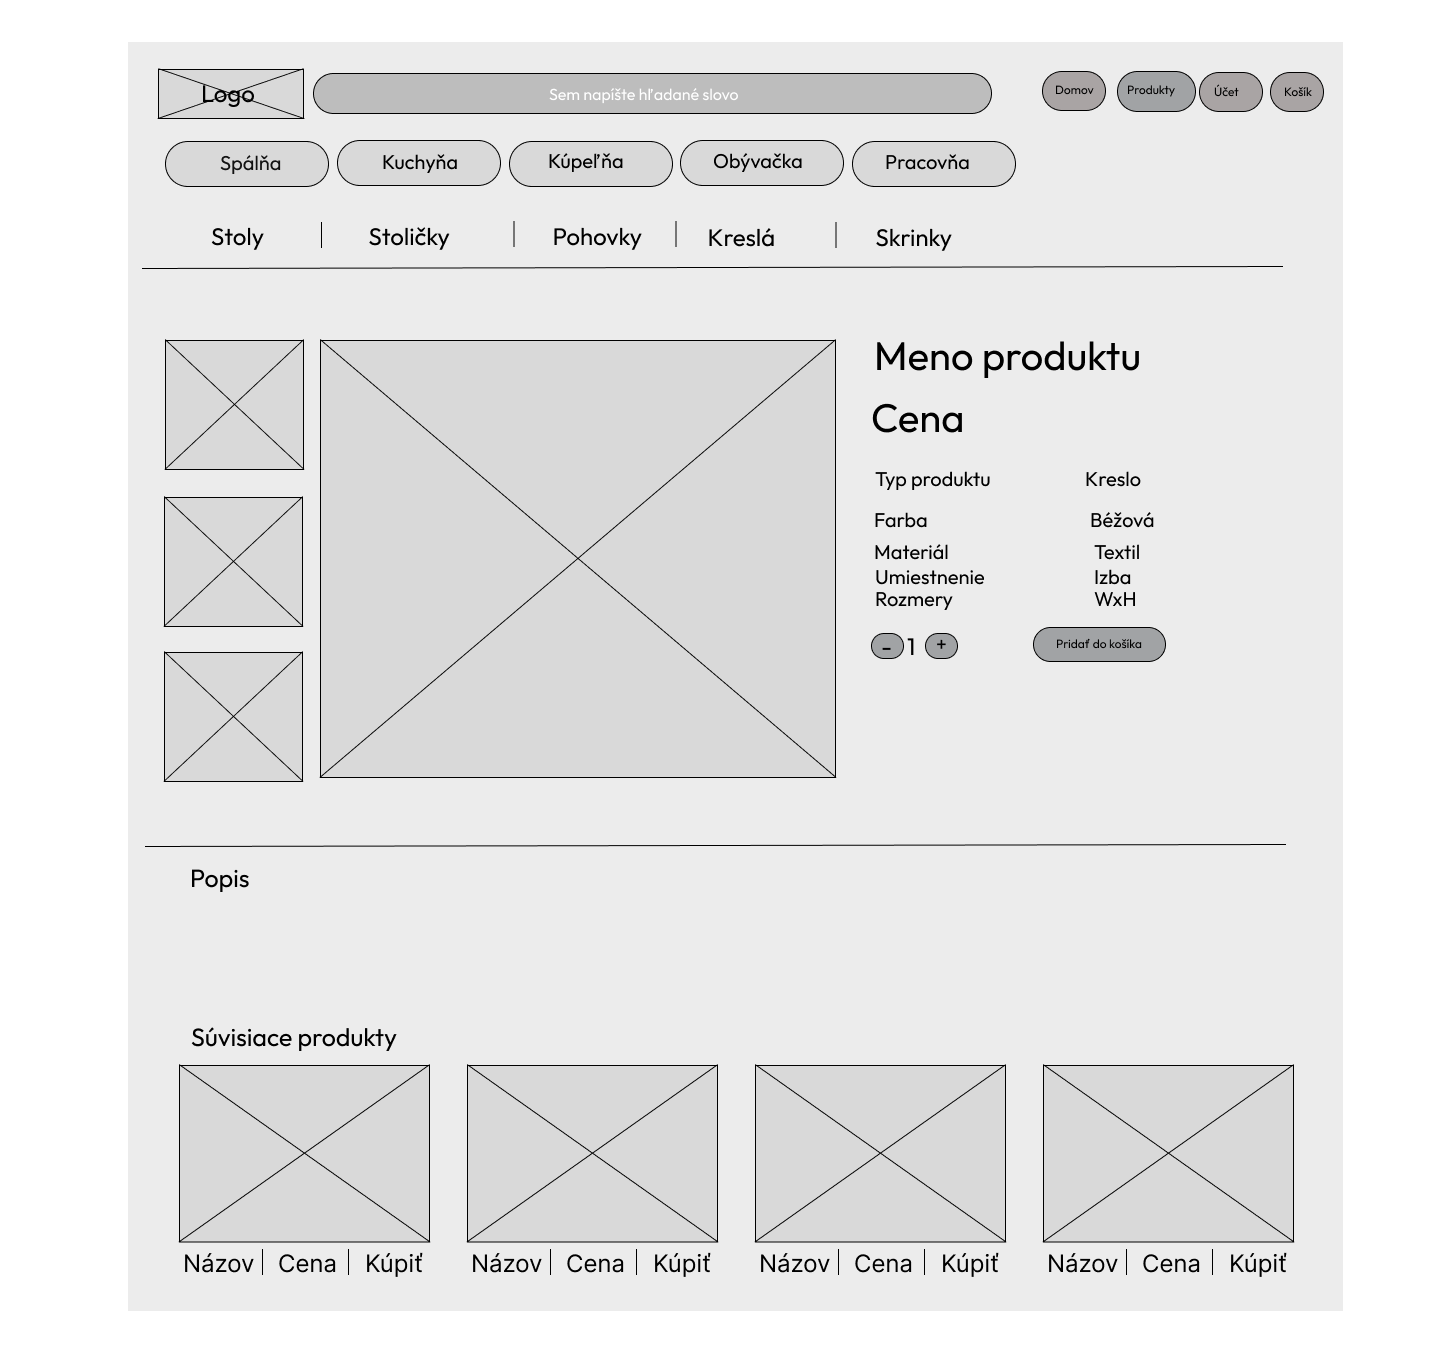 Logo
Sem napíšte hľadané slovo
Domov
Produkty
Účet
Košík
Spálňa
Kuchyňa
Kúpeľňa
Obývačka
Pracovňa
Stoly
Stoličky
Pohovky
Kreslá
Skrinky
Meno produktu
Cena
Typ produktu Kreslo
Farba Béžová
Materiál Textil
Umiestnenie Izba
Rozmery WxH
- 1 +
Pridať do košíka
Popis
Súvisiace produkty
Názov Cena Kúpiť
Názov Cena Kúpiť
Názov Cena Kúpiť
Názov Cena Kúpiť